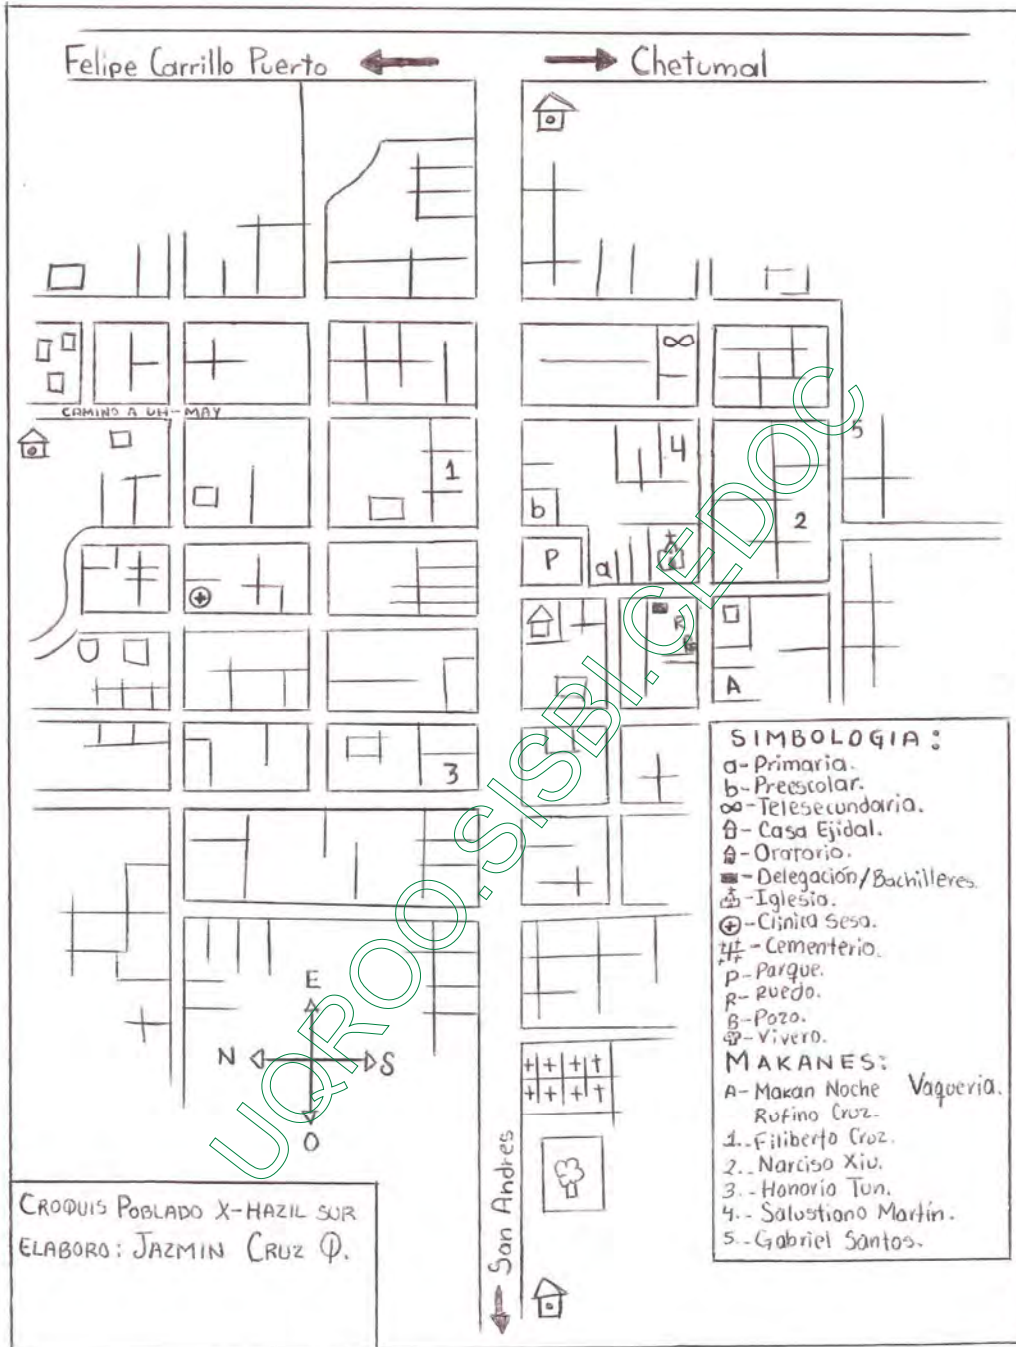 Felipe Carrillo Puerto
Chetumal
CAMINO A UH-MAY
1
4
5
b
2
P
a
R
B
A
3
SIMBOLOGIA:
a- Primaria.
b- Preescolar.
∞- Telesecundaria.
- Casa Ejidal.
- Oratorio.
- Delegación/Bachilleres.
- Iglesia.
- Clinica Sesa.
- Cementerio.
P- Parque.
R- Ruedo.
B- Pozo.
- Vivero.
MAKANES:
A- Makan Noche Vaqueria.
Rufino Cruz.
1.- Filiberto Cruz.
2.- Narciso Xiu.
3.- Honorio Tun.
4.- Salustiano Martín.
5.- Gabriel Santos.
E
N
S
O
San Andres
CROQUIS POBLADO X-HAZIL SUR
ELABORO: JAZMIN CRUZ Q.
UQROO.SISBI.CEDOC